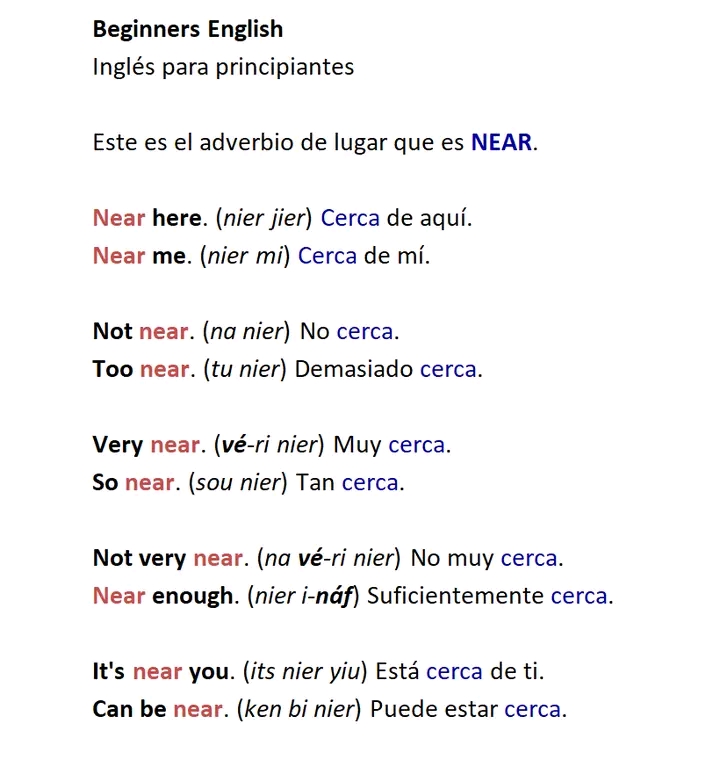 Beginners English
Inglés para principiantes
Este es el adverbio de lugar que es NEAR.
Near here. (nier jier) Cerca de aquí.
Near me. (nier mi) Cerca de mí.
Not near. (na nier) No cerca.
Too near. (tu nier) Demasiado cerca.
Very near. (vé-ri nier) Muy cerca.
So near. (sou nier) Tan cerca.
Not very near. (na vé-ri nier) No muy cerca.
Near enough. (nier i-náf) Suficientemente cerca.
It's near you. (its nier yiu) Está cerca de ti.
Can be near. (ken bi nier) Puede estar cerca.